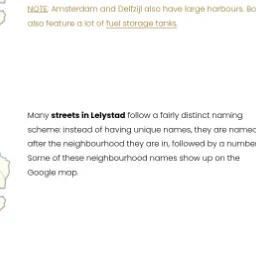 NOTE: Amsterdam and Delfzijl also have large harbours. Bo
also feature a lot of fuel storage tanks.
Many streets in Lelystad follow a fairly distinct naming
scheme: instead of having unique names, they are named
after the neighbourhood they are in, followed by a number
Some of these neighbourhood names show up on the
Google map.